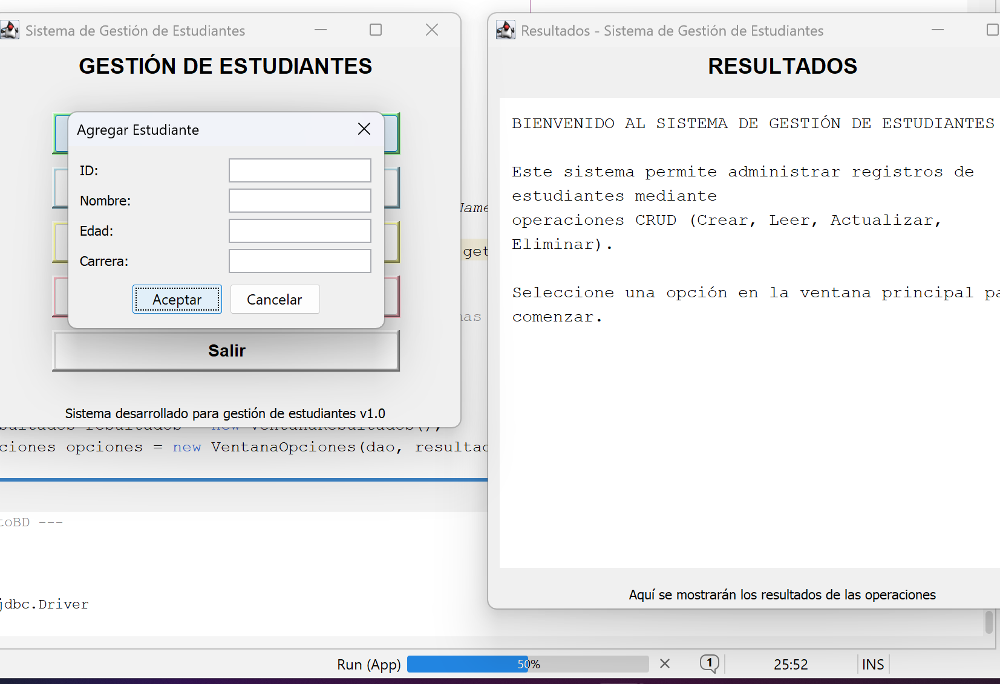 Sistema de Gestión de Estudiantes
GESTIÓN DE ESTUDIANTES
Agregar Estudiante
ID:
Nombre:
Edad:
Carrera:
Aceptar
Cancelar
Salir
Sistema desarrollado para gestión de estudiantes v1.0
get
ciones opciones = new VentanaOpciones(dao, resultad
toBD ---
jdbc.Driver
Resultados - Sistema de Gestión de Estudiantes
RESULTADOS
BIENVENIDO AL SISTEMA DE GESTIÓN DE ESTUDIANTES
Este sistema permite administrar registros de
estudiantes mediante
operaciones CRUD (Crear, Leer, Actualizar,
Eliminar).
Seleccione una opción en la ventana principal pa
comenzar.
Aquí se mostrarán los resultados de las operaciones
Run (App)
50%
1
25:52
INS